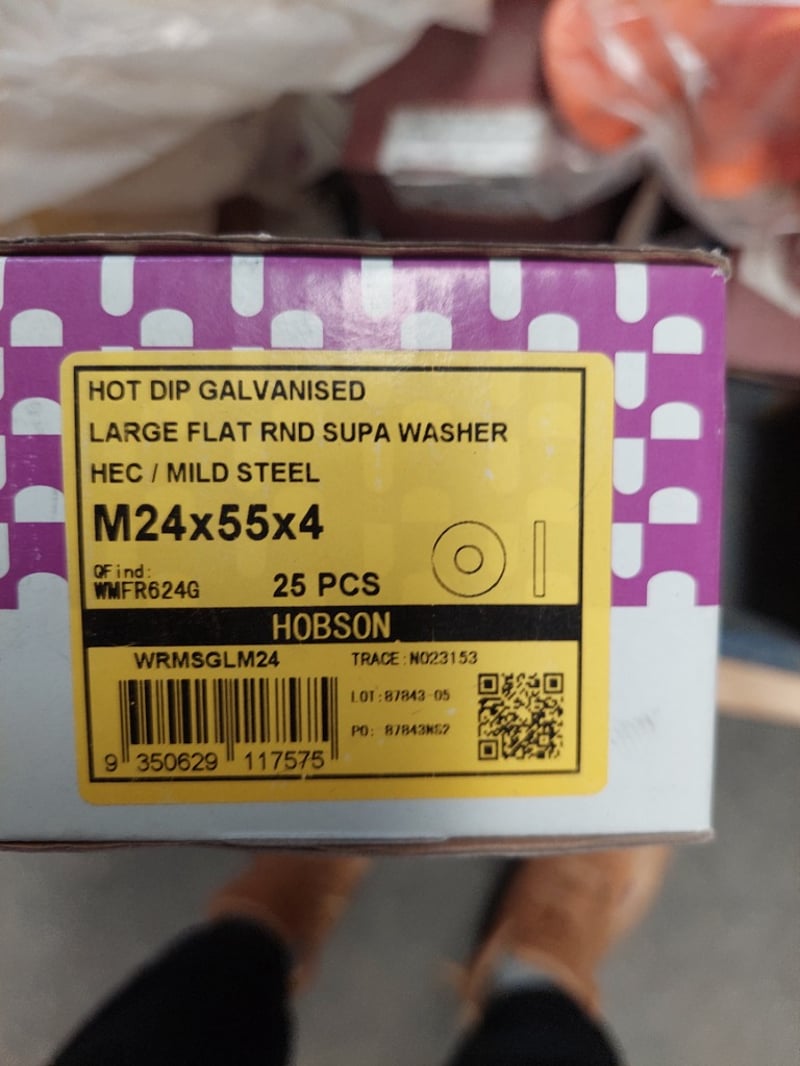 HOT DIP GALVANISED
LARGE FLAT RND SUPA WASHER
HEC / MILD STEEL
M24x55x4
QFind:
WMFR624G
25 PCS
HOBSON
WRMSGLM24
TRACE:NO23153
LOT:87843-05
PO: 87843NS2
9 350629 117575